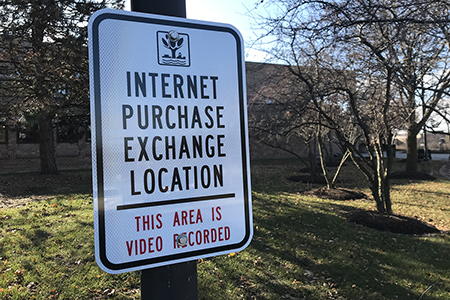 INTERNET
PURCHASE
EXCHANGE
LOCATION
THIS AREA IS
VIDEO RECORDED